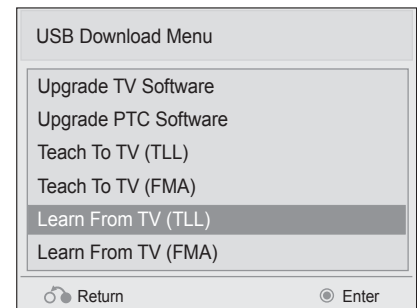 USB Download Menu
Upgrade TV Software
Upgrade PTC Software
Teach To TV (TLL)
Teach To TV (FMA)
Learn From TV (TLL)
Learn From TV (FMA)
Return Enter